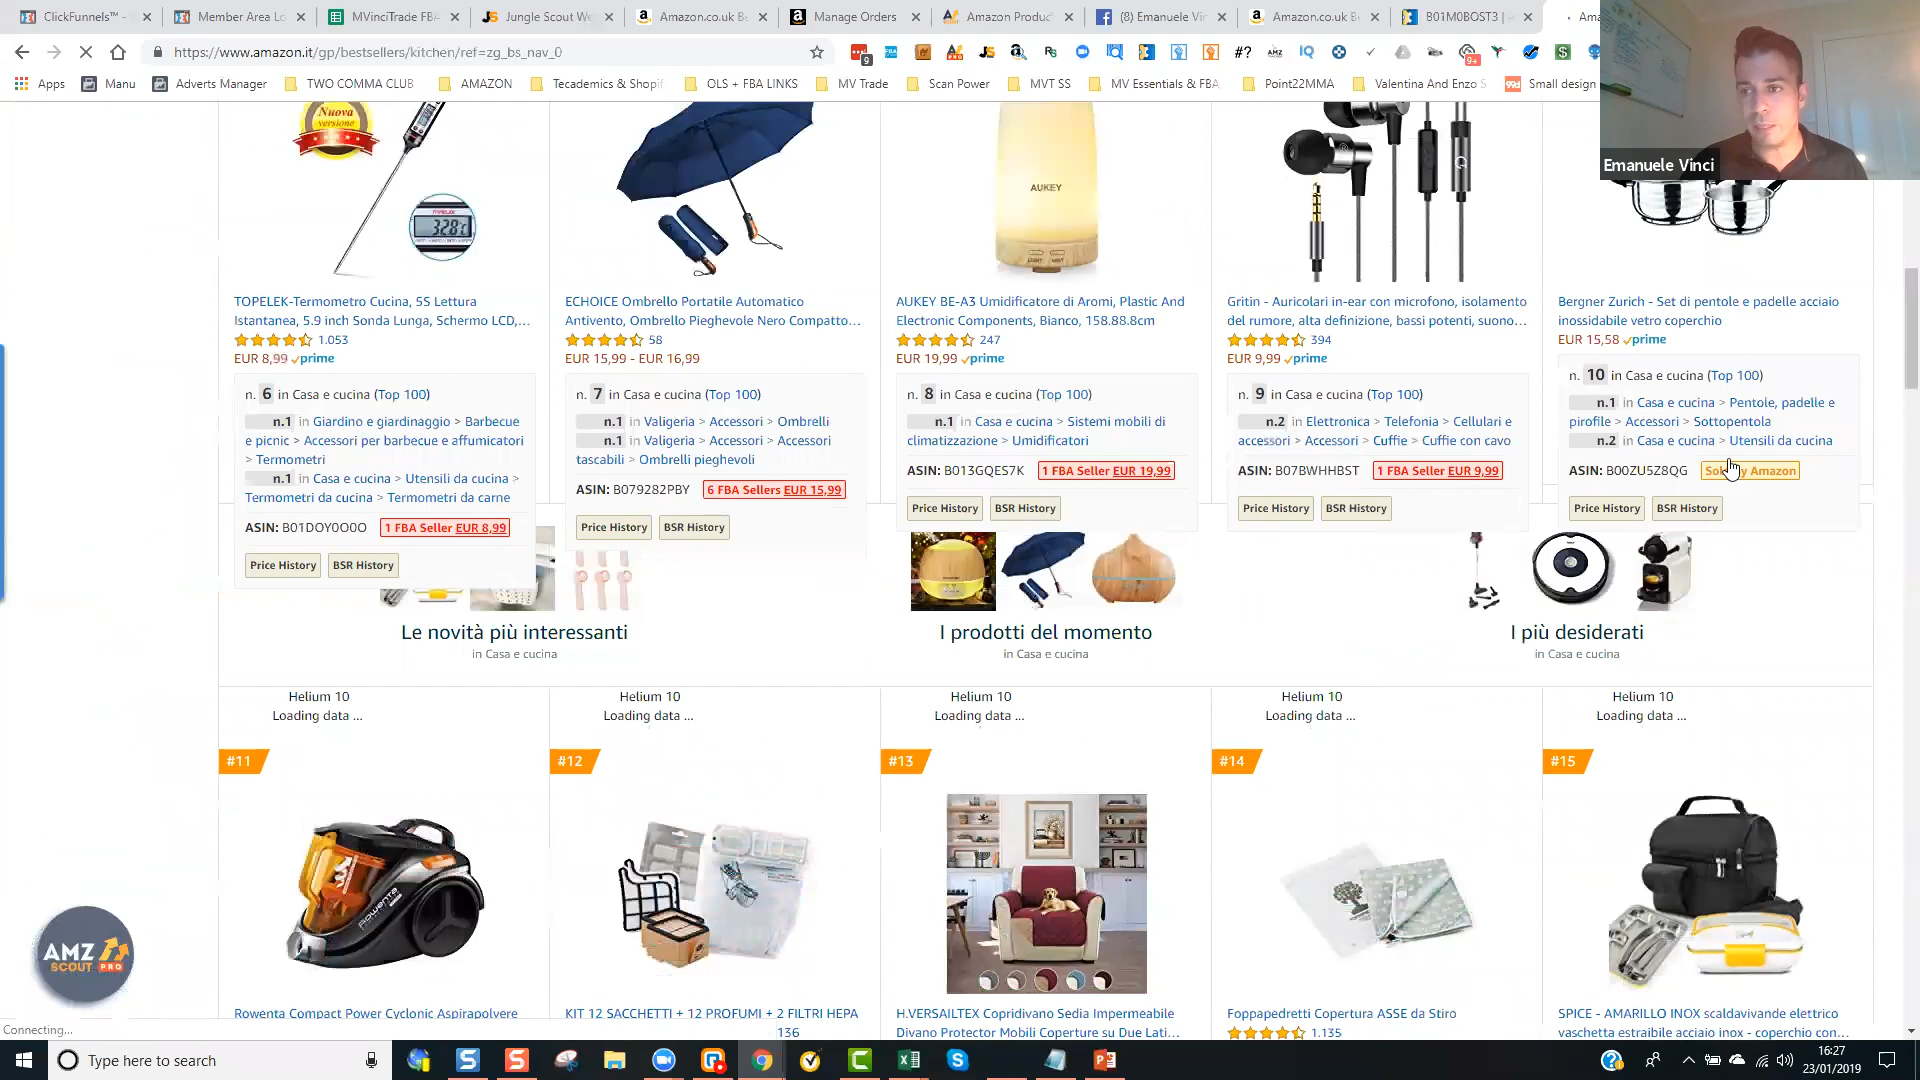 ClickFunnels™ -
Member Area Lo
MVinciTrade FBA
Jungle Scout We
Amazon.co.uk Be
Manage Orders
Amazon Produc
(8) Emanuele Vin
Amazon.co.uk Be
B01M0BOST3 |
Ama
https://www.amazon.it/gp/bestsellers/kitchen/ref=zg_bs_nav_0
Apps
Manu
Adverts Manager
TWO COMMA CLUB
AMAZON
Tecademics & Shopif
OLS + FBA LINKS
MV Trade
Scan Power
MVT SS
MV Essentials & FBA
Point22MMA
Valentina And Enzo S
Small design
Emanuele Vinci
Nuova
versione
AUKEY
TOPELEK-Termometro Cucina, 5S Lettura
Istantanea, 5.9 inch Sonda Lunga, Schermo LCD,...
1.053
EUR 8,99 prime
n. 6 in Casa e cucina (Top 100)
n.1 in Giardino e giardinaggio > Barbecue
e picnic > Accessori per barbecue e affumicatori
> Termometri
n.1 in Casa e cucina > Utensili da cucina >
Termometri da cucina > Termometri da carne
ASIN: B01DOY0O0O 1 FBA Seller EUR 8,99
Price History BSR History
ECHOICE Ombrello Portatile Automatico
Antivento, Ombrello Pieghevole Nero Compatto...
58
EUR 15,99 - EUR 16,99
n. 7 in Casa e cucina (Top 100)
n.1 in Valigeria > Accessori > Ombrelli
n.1 in Valigeria > Accessori > Accessori
tascabili > Ombrelli pieghevoli
ASIN: B079282PBY 6 FBA Sellers EUR 15,99
Price History BSR History
AUKEY BE-A3 Umidificatore di Aromi, Plastic And
Electronic Components, Bianco, 158.88.8cm
247
EUR 19,99 prime
n. 8 in Casa e cucina (Top 100)
n.1 in Casa e cucina > Sistemi mobili di
climatizzazione > Umidificatori
ASIN: B013GQES7K 1 FBA Seller EUR 19,99
Price History BSR History
Gritin - Auricolari in-ear con microfono, isolamento
del rumore, alta definizione, bassi potenti, suono...
394
EUR 9,99 prime
n. 9 in Casa e cucina (Top 100)
n.2 in Elettronica > Telefonia > Cellulari e
accessori > Accessori > Cuffie > Cuffie con cavo
ASIN: B07BWHHBST 1 FBA Seller EUR 9,99
Price History BSR History
Bergner Zurich - Set di pentole e padelle acciaio
inossidabile vetro coperchio
EUR 15,58 prime
n. 10 in Casa e cucina (Top 100)
n.1 in Casa e cucina > Pentole, padelle e
pirofile > Accessori > Sottopentola
n.2 in Casa e cucina > Utensili da cucina
ASIN: B00ZU5Z8QG Amazon
Price History BSR History
Le novità più interessanti
in Casa e cucina
I prodotti del momento
in Casa e cucina
I più desiderati
in Casa e cucina
Helium 10
Loading data ...
Helium 10
Loading data ...
Helium 10
Loading data ...
Helium 10
Loading data ...
Helium 10
Loading data ...
#11
#12
#13
#14
#15
Rowenta
AMZ
SCOUT PRO
Rowenta Compact Power Cyclonic Aspirapolvere
KIT 12 SACCHETTI + 12 PROFUMI + 2 FILTRI HEPA
136
H.VERSAILTEX Copridivano Sedia Impermeabile
Divano Protector Mobili Coperture su Due Lati...
Foppapedretti Copertura ASSE da Stiro
1.135
SPICE - AMARILLO INOX scaldavivande elettrico
vaschetta estraibile acciaio inox - coperchio con...
Connecting...
Type here to search
16:27
23/01/2019